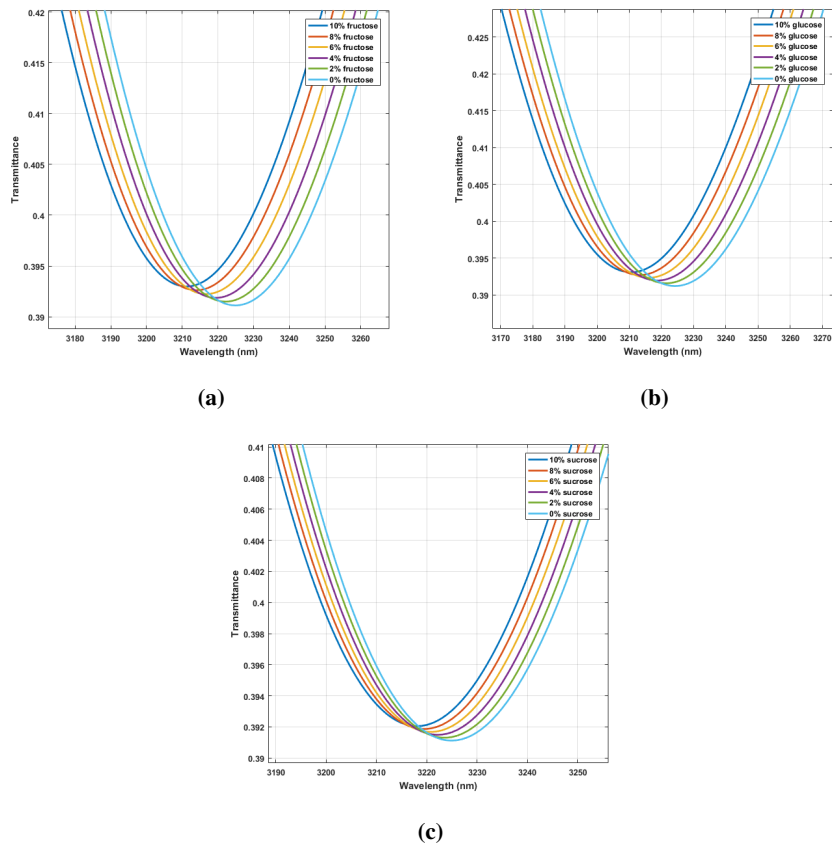 0.42
0.415
0.41
0.405
0.4
0.395
0.39
Transmittance
10% fructose
8% fructose
6% fructose
4% fructose
2% fructose
0% fructose
3180 3190 3200 3210 3220 3230 3240 3250 3260
Wavelength (nm)
(a)
0.425
0.42
0.415
0.41
0.405
0.4
0.395
0.39
Transmittance
10% glucose
8% glucose
6% glucose
4% glucose
2% glucose
0% glucose
3170 3180 3190 3200 3210 3220 3230 3240 3250 3260 3270
Wavelength (nm)
(b)
0.41
0.408
0.406
0.404
0.402
0.4
0.398
0.396
0.394
0.392
0.39
Transmittance
10% sucrose
8% sucrose
6% sucrose
4% sucrose
2% sucrose
0% sucrose
3190 3200 3210 3220 3230 3240 3250
Wavelength (nm)
(c)